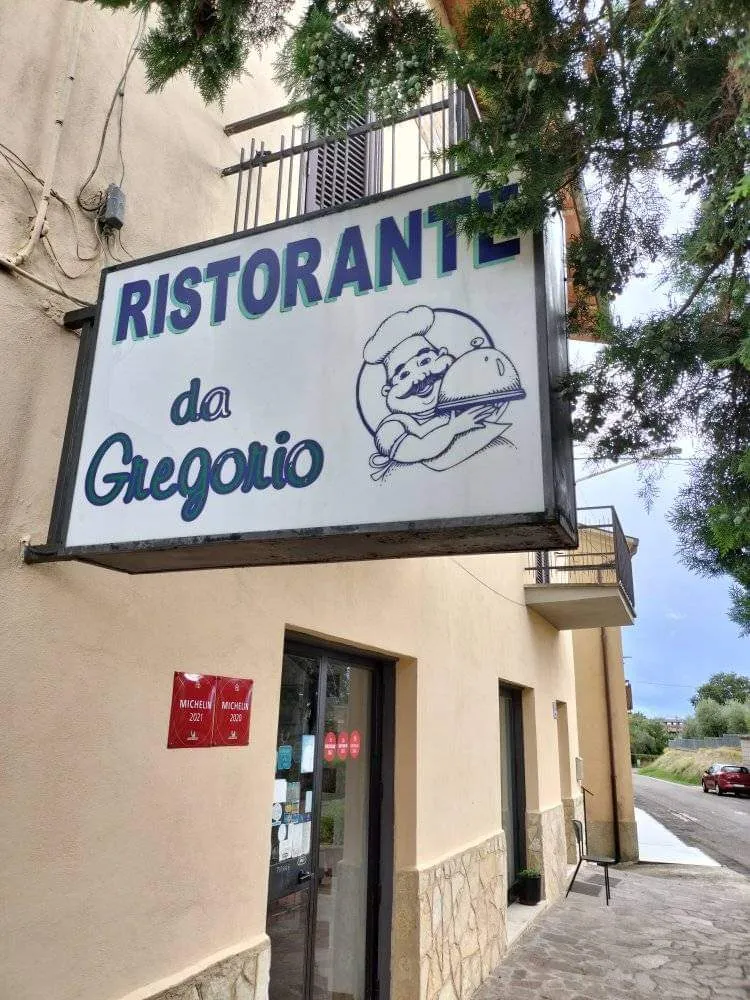 RISTORANTE
da
Gregorio
MICHELIN
2021
MICHELIN
2020